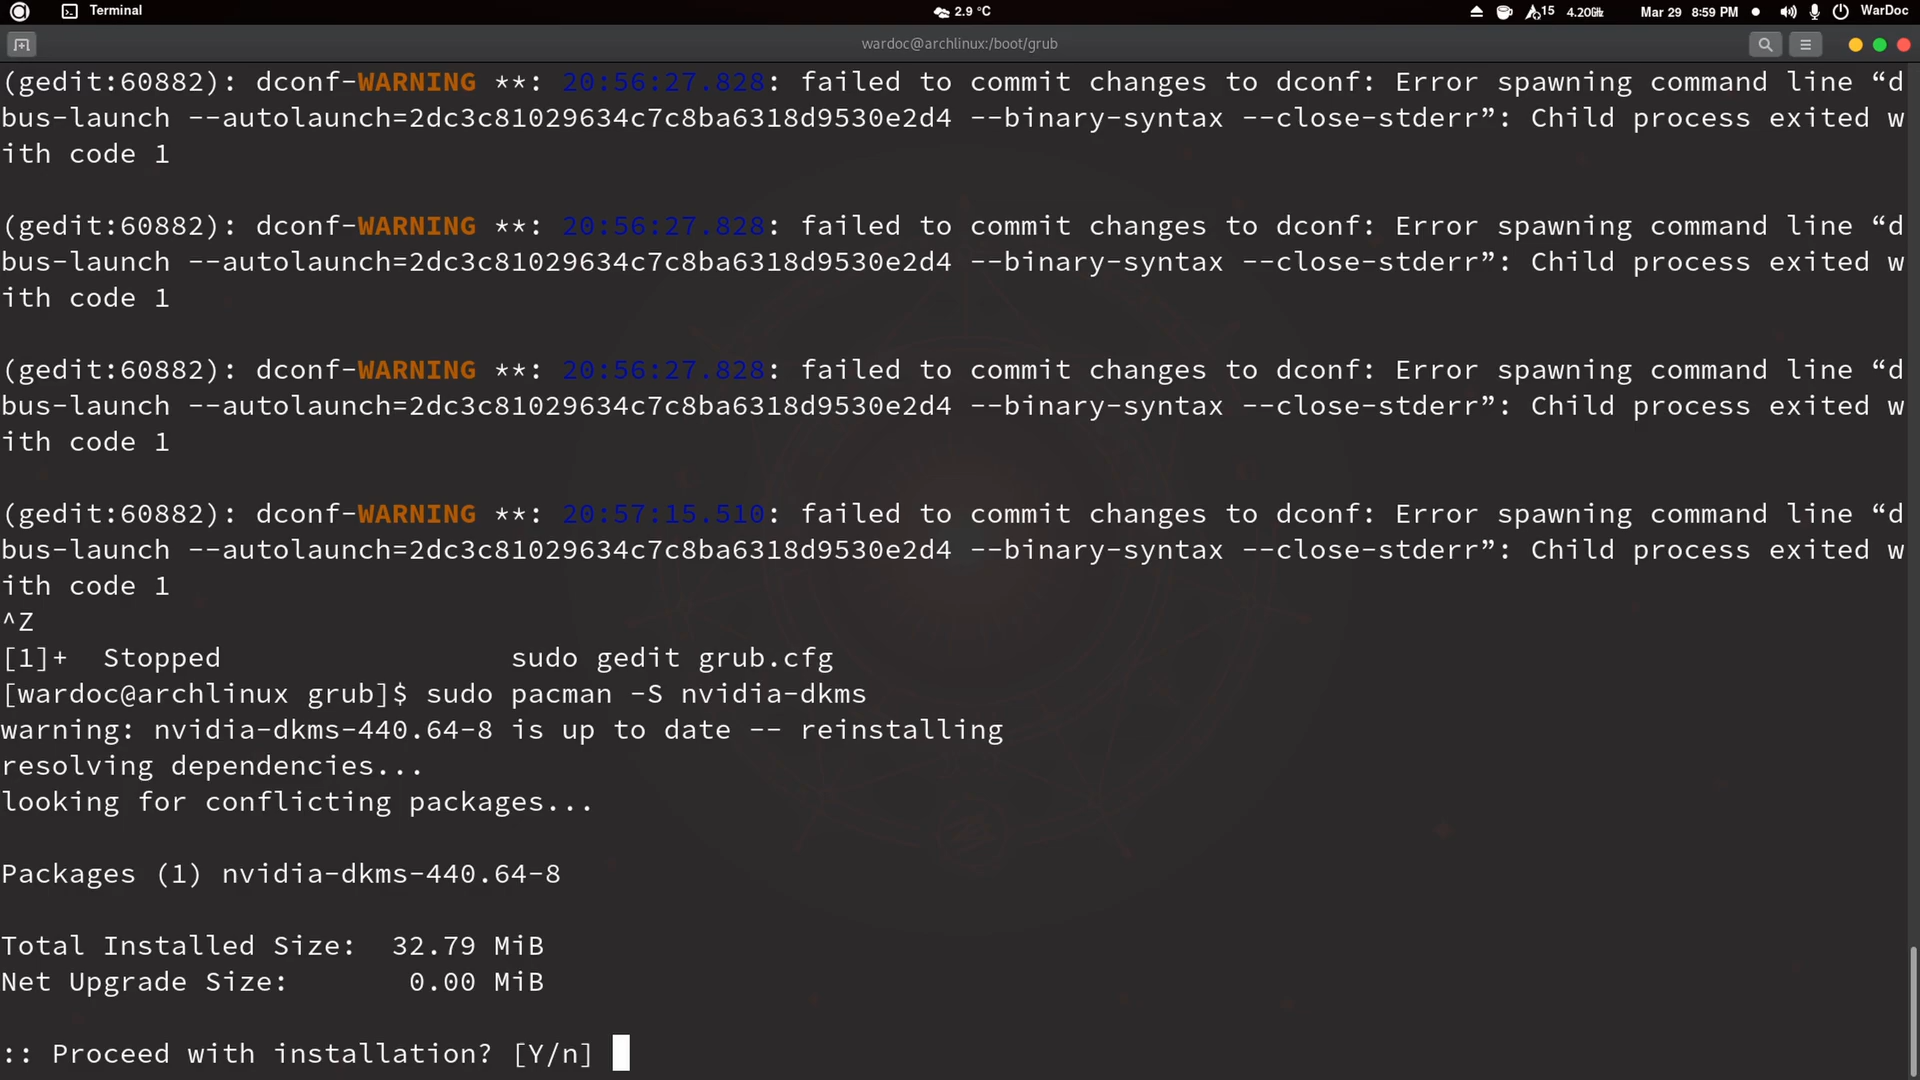 Terminal
2.9 °C
15 4.20GHz Mar 29 8:59 PM WarDoc
wardoc@archlinux:/boot/grub
(gedit:60882): dconf-WARNING **: 20:56:27.828: failed to commit changes to dconf: Error spawning command line “d
bus-launch --autolaunch=2dc3c81029634c7c8ba6318d9530e2d4 --binary-syntax --close-stderr”: Child process exited w
ith code 1
(gedit:60882): dconf-WARNING **: 20:56:27.828: failed to commit changes to dconf: Error spawning command line “d
bus-launch --autolaunch=2dc3c81029634c7c8ba6318d9530e2d4 --binary-syntax --close-stderr”: Child process exited w
ith code 1
(gedit:60882): dconf-WARNING **: 20:56:27.828: failed to commit changes to dconf: Error spawning command line “d
bus-launch --autolaunch=2dc3c81029634c7c8ba6318d9530e2d4 --binary-syntax --close-stderr”: Child process exited w
ith code 1
(gedit:60882): dconf-WARNING **: 20:57:15.510: failed to commit changes to dconf: Error spawning command line “d
bus-launch --autolaunch=2dc3c81029634c7c8ba6318d9530e2d4 --binary-syntax --close-stderr”: Child process exited w
ith code 1
^Z
[1]+  Stopped                 sudo gedit grub.cfg
[wardoc@archlinux grub]$ sudo pacman -S nvidia-dkms
warning: nvidia-dkms-440.64-8 is up to date -- reinstalling
resolving dependencies...
looking for conflicting packages...
Packages (1) nvidia-dkms-440.64-8
Total Installed Size:  32.79 MiB
Net Upgrade Size:       0.00 MiB
:: Proceed with installation? [Y/n]